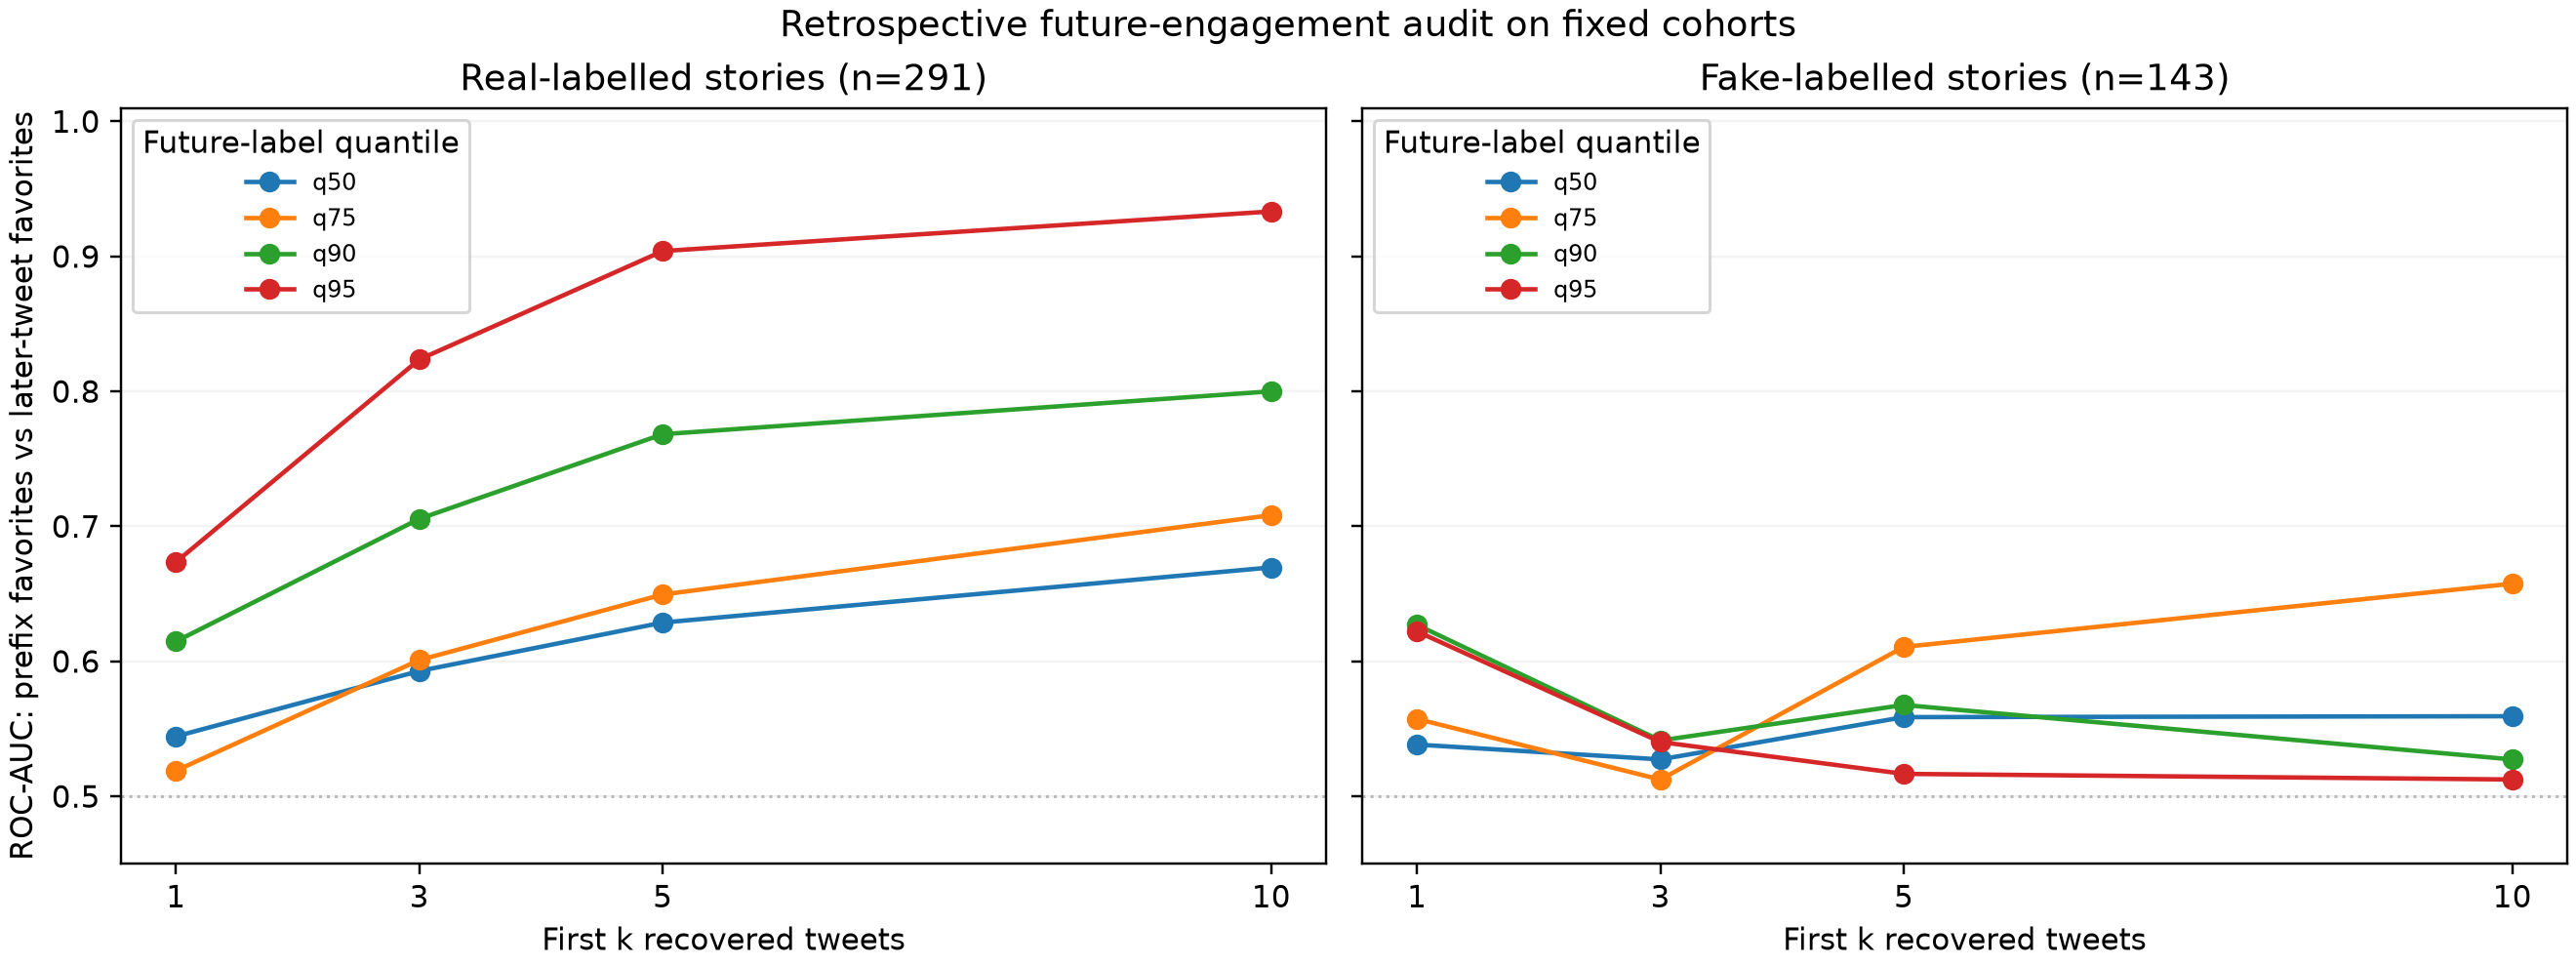 Retrospective future-engagement audit on fixed cohorts
Real-labelled stories (n=291)
ROC-AUC: prefix favorites vs later-tweet favorites
1.0
0.9
0.8
0.7
0.6
0.5
Future-label quantile
q50
q75
q90
q95
1
3
5
10
First k recovered tweets
Fake-labelled stories (n=143)
Future-label quantile
q50
q75
q90
q95
1
3
5
10
First k recovered tweets